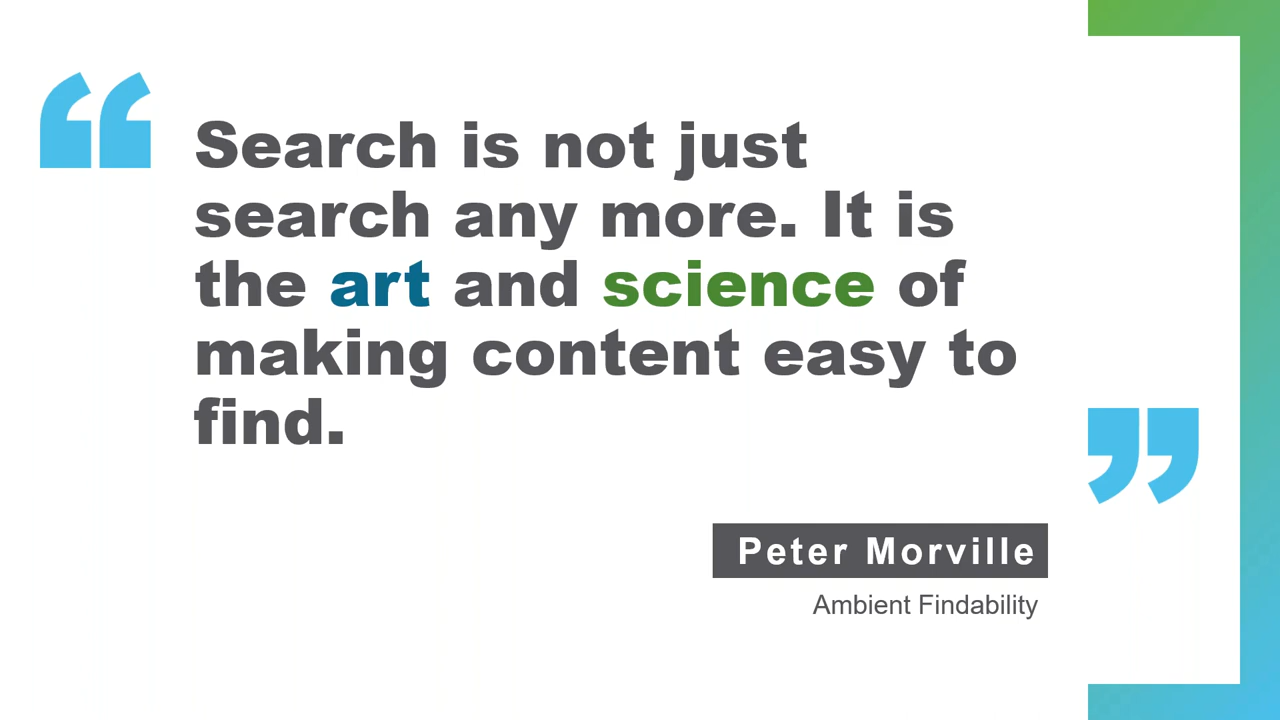 “
Search is not just
search any more. It is
the art and science of
making content easy to
find.
”
Peter Morville
Ambient Findability